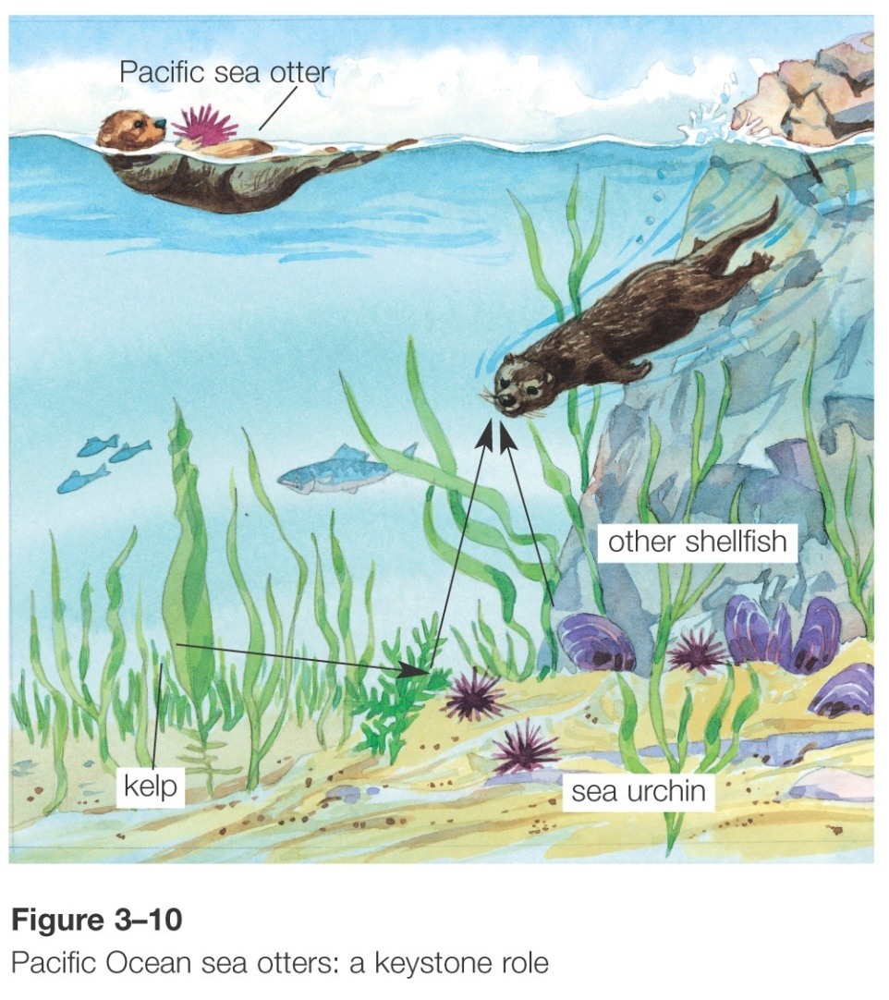 Pacific sea otter
other shellfish
kelp
sea urchin
Figure 3–10
Pacific Ocean sea otters: a keystone role